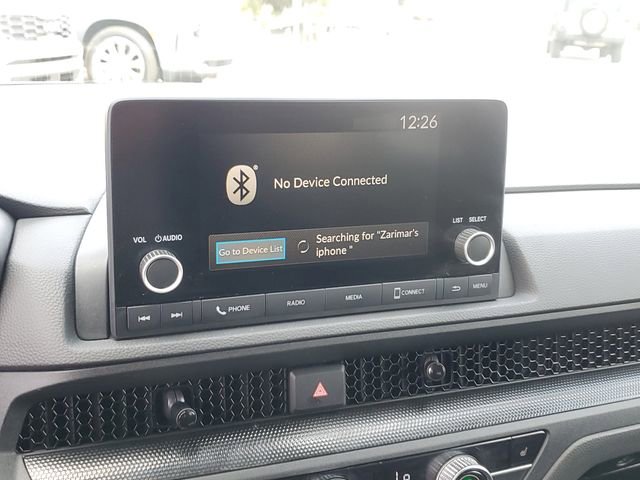 12:26
®
No Device Connected
LIST SELECT
VOL AUDIO
Go to Device List
Searching for "Zarimar's
iphone "
PHONE
RADIO
MEDIA
CONNECT
MENU